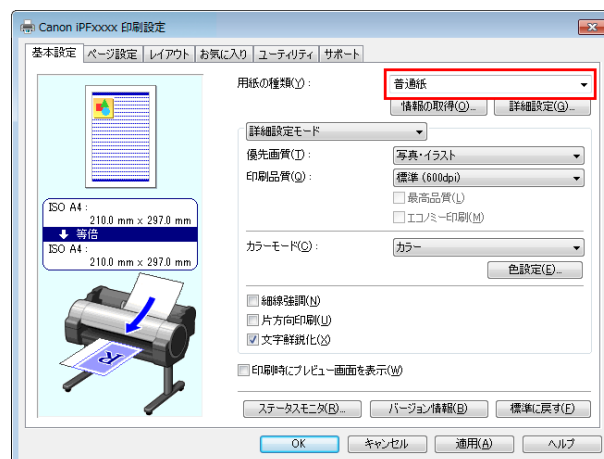 Canon iPFxxxx 印刷設定
基本設定 ページ設定 レイアウト お気に入り ユーティリティ サポート
用紙の種類(Y)： 普通紙
情報の取得(O)... 詳細設定(G)...
詳細設定モード
優先画質(T)： 写真・イラスト
印刷品質(Q)： 標準 (600dpi)
最高品質(L)
エコノミー印刷(M)
ISO A4：
210.0 mm × 297.0 mm
等倍
ISO A4：
210.0 mm × 297.0 mm
カラーモード(C)： カラー
色設定(E)...
細線強調(N)
片方向印刷(U)
文字鮮鋭化(X)
R
印刷時にプレビュー画面を表示(W)
ステータスモニタ(R)... バージョン情報(B) 標準に戻す(F)
OK キャンセル 適用(A) ヘルプ